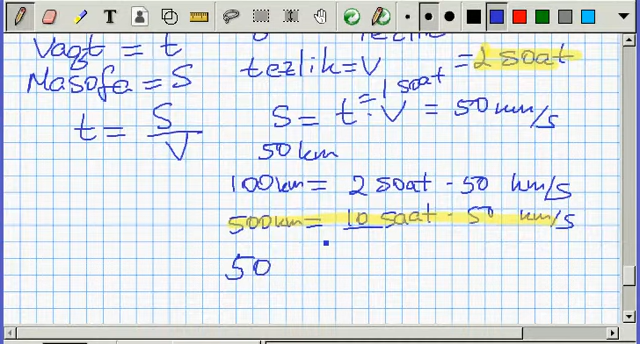 Vaqt = t
tezlik = V
= 2 soat
Masofa = S
= 1 soat
t = S/V
S = t · V = 50 km/s
50 km
100 km = 2 soat - 50 km/s
500 km = 10 soat - 50 km/s
50